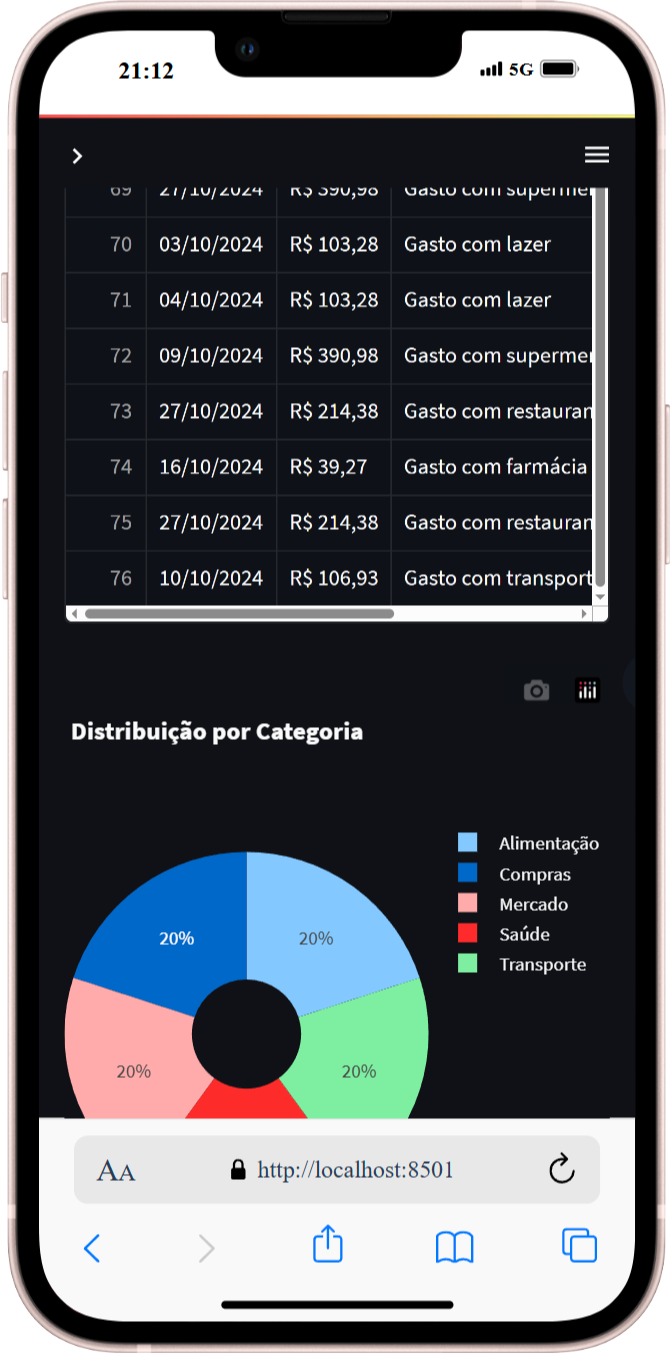 21:12 5G
69 27/10/2024 R$ 390,98 Gasto com supermer
70 03/10/2024 R$ 103,28 Gasto com lazer
71 04/10/2024 R$ 103,28 Gasto com lazer
72 09/10/2024 R$ 390,98 Gasto com supermer
73 27/10/2024 R$ 214,38 Gasto com restauran
74 16/10/2024 R$ 39,27 Gasto com farmácia
75 27/10/2024 R$ 214,38 Gasto com restauran
76 10/10/2024 R$ 106,93 Gasto com transport
Distribuição por Categoria
Alimentação
Compras
Mercado
Saúde
Transporte
20% 20%
20% 20%
AA http://localhost:8501